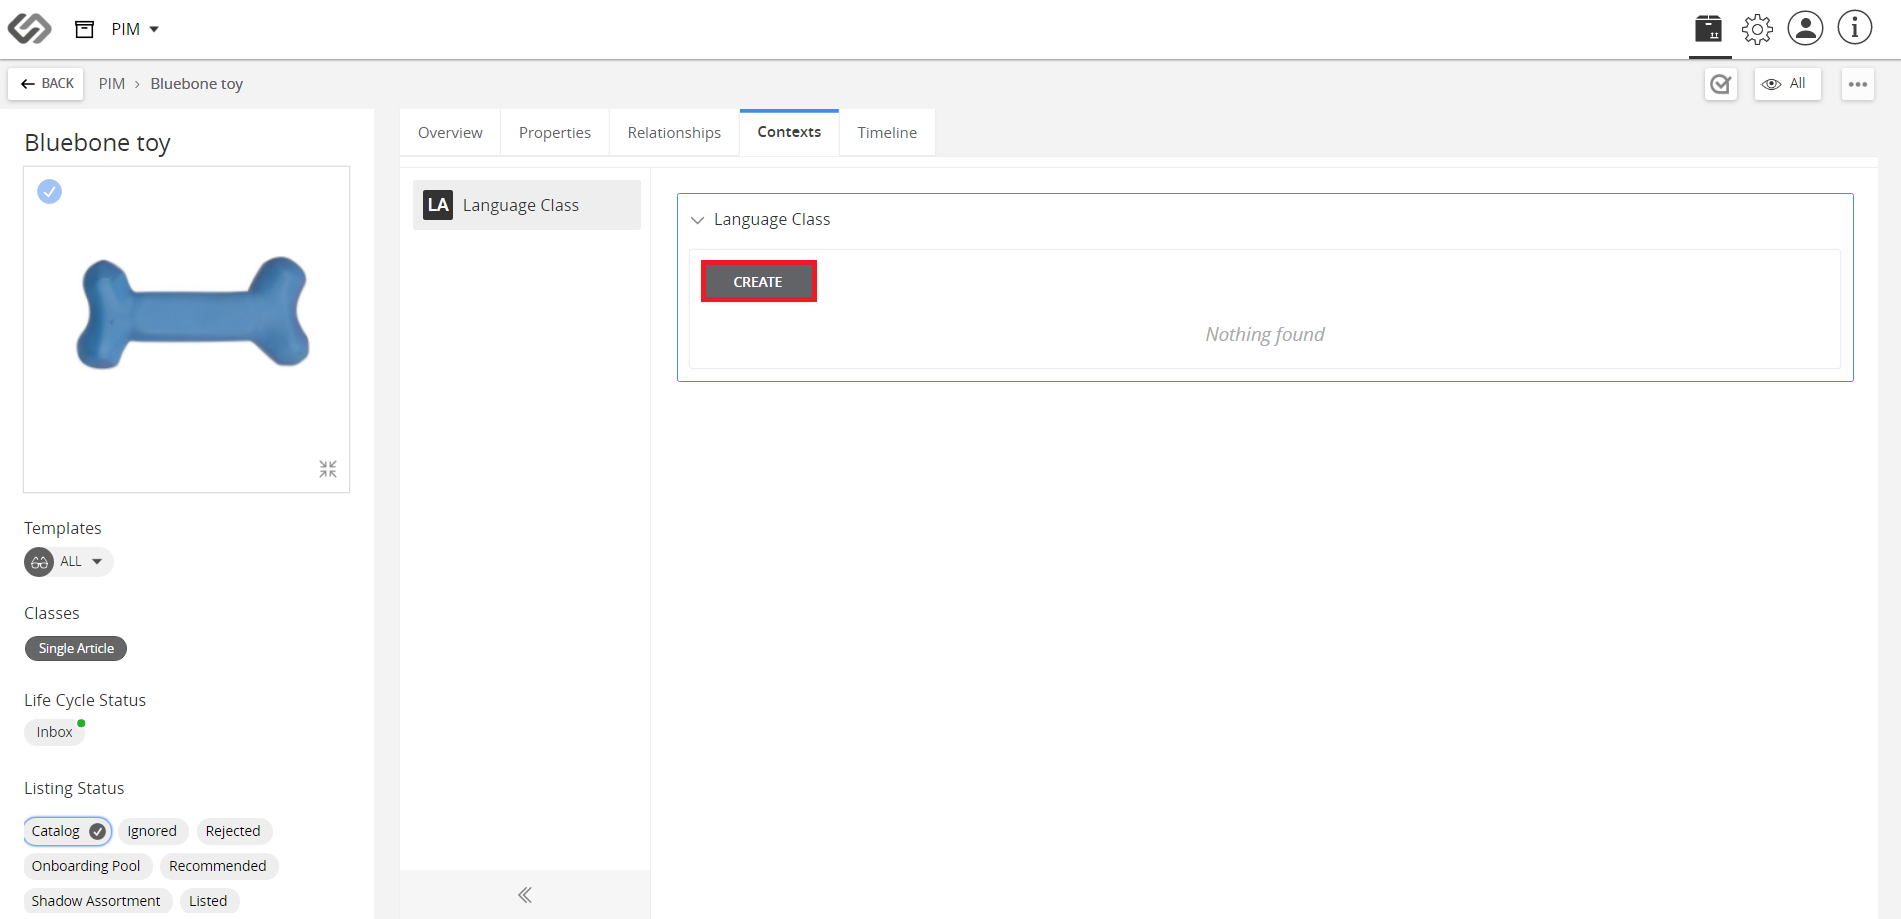 PIM
BACK PIM › Bluebone toy All
Bluebone toy
Overview Properties Relationships Contexts Timeline
LA Language Class
Language Class
CREATE
Nothing found
Templates
ALL
Classes
Single Article
Life Cycle Status
Inbox
Listing Status
Catalog Ignored Rejected
Onboarding Pool Recommended
Shadow Assortment Listed